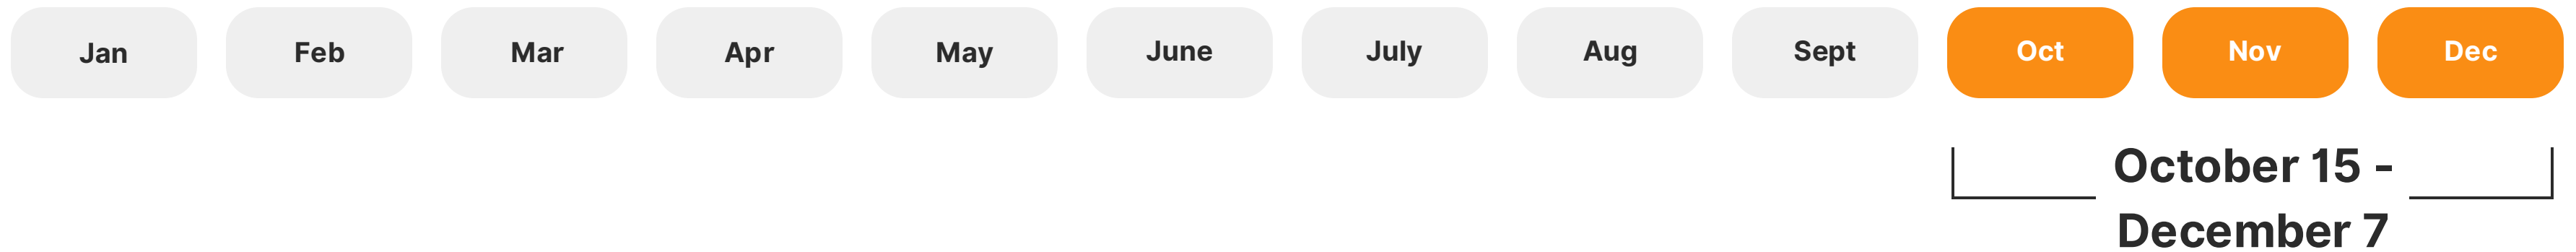 Jan Feb Mar Apr May June July Aug Sept Oct Nov Dec
October 15 -
December 7